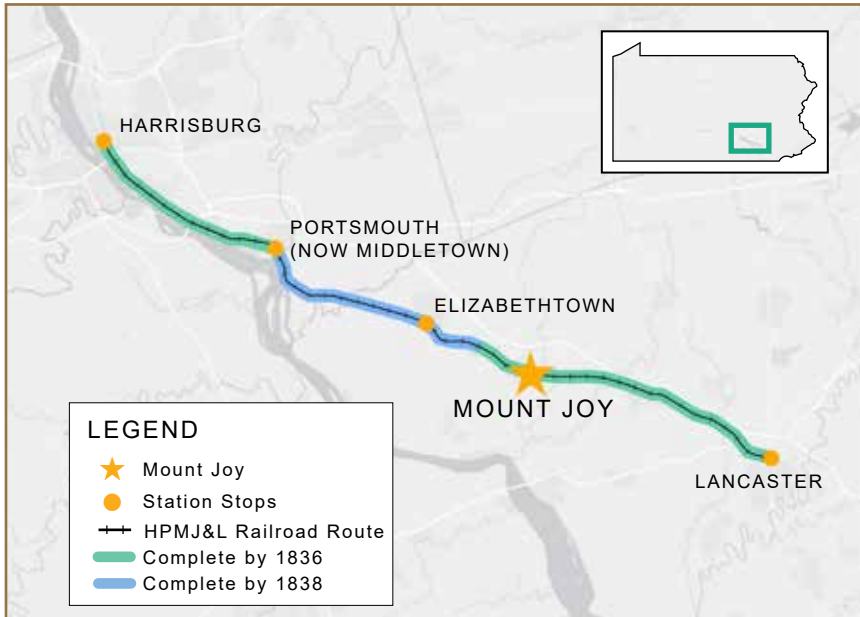 HARRISBURG
PORTSMOUTH
(NOW MIDDLETOWN)
ELIZABETHTOWN
MOUNT JOY
LANCASTER
LEGEND
Mount Joy
Station Stops
HPMJ&L Railroad Route
Complete by 1836
Complete by 1838